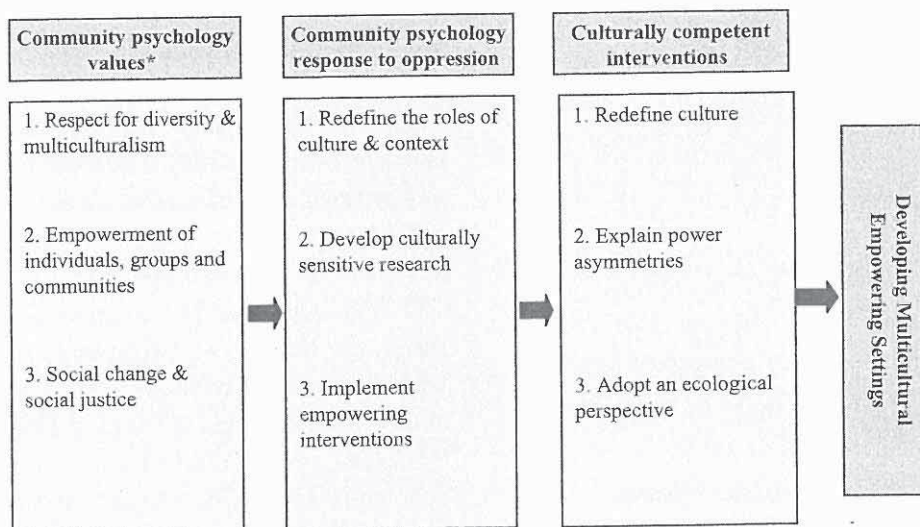 Community psychology
values*
1. Respect for diversity &
multiculturalism
2. Empowerment of
individuals, groups and
communities
3. Social change &
social justice
Community psychology
response to oppression
1. Redefine the roles of
culture & context
2. Develop culturally
sensitive research
3. Implement
empowering
interventions
Culturally competent
interventions
1. Redefine culture
2. Explain power
asymmetries
3. Adopt an ecological
perspective
Developing Multicultural
Empowering Settings